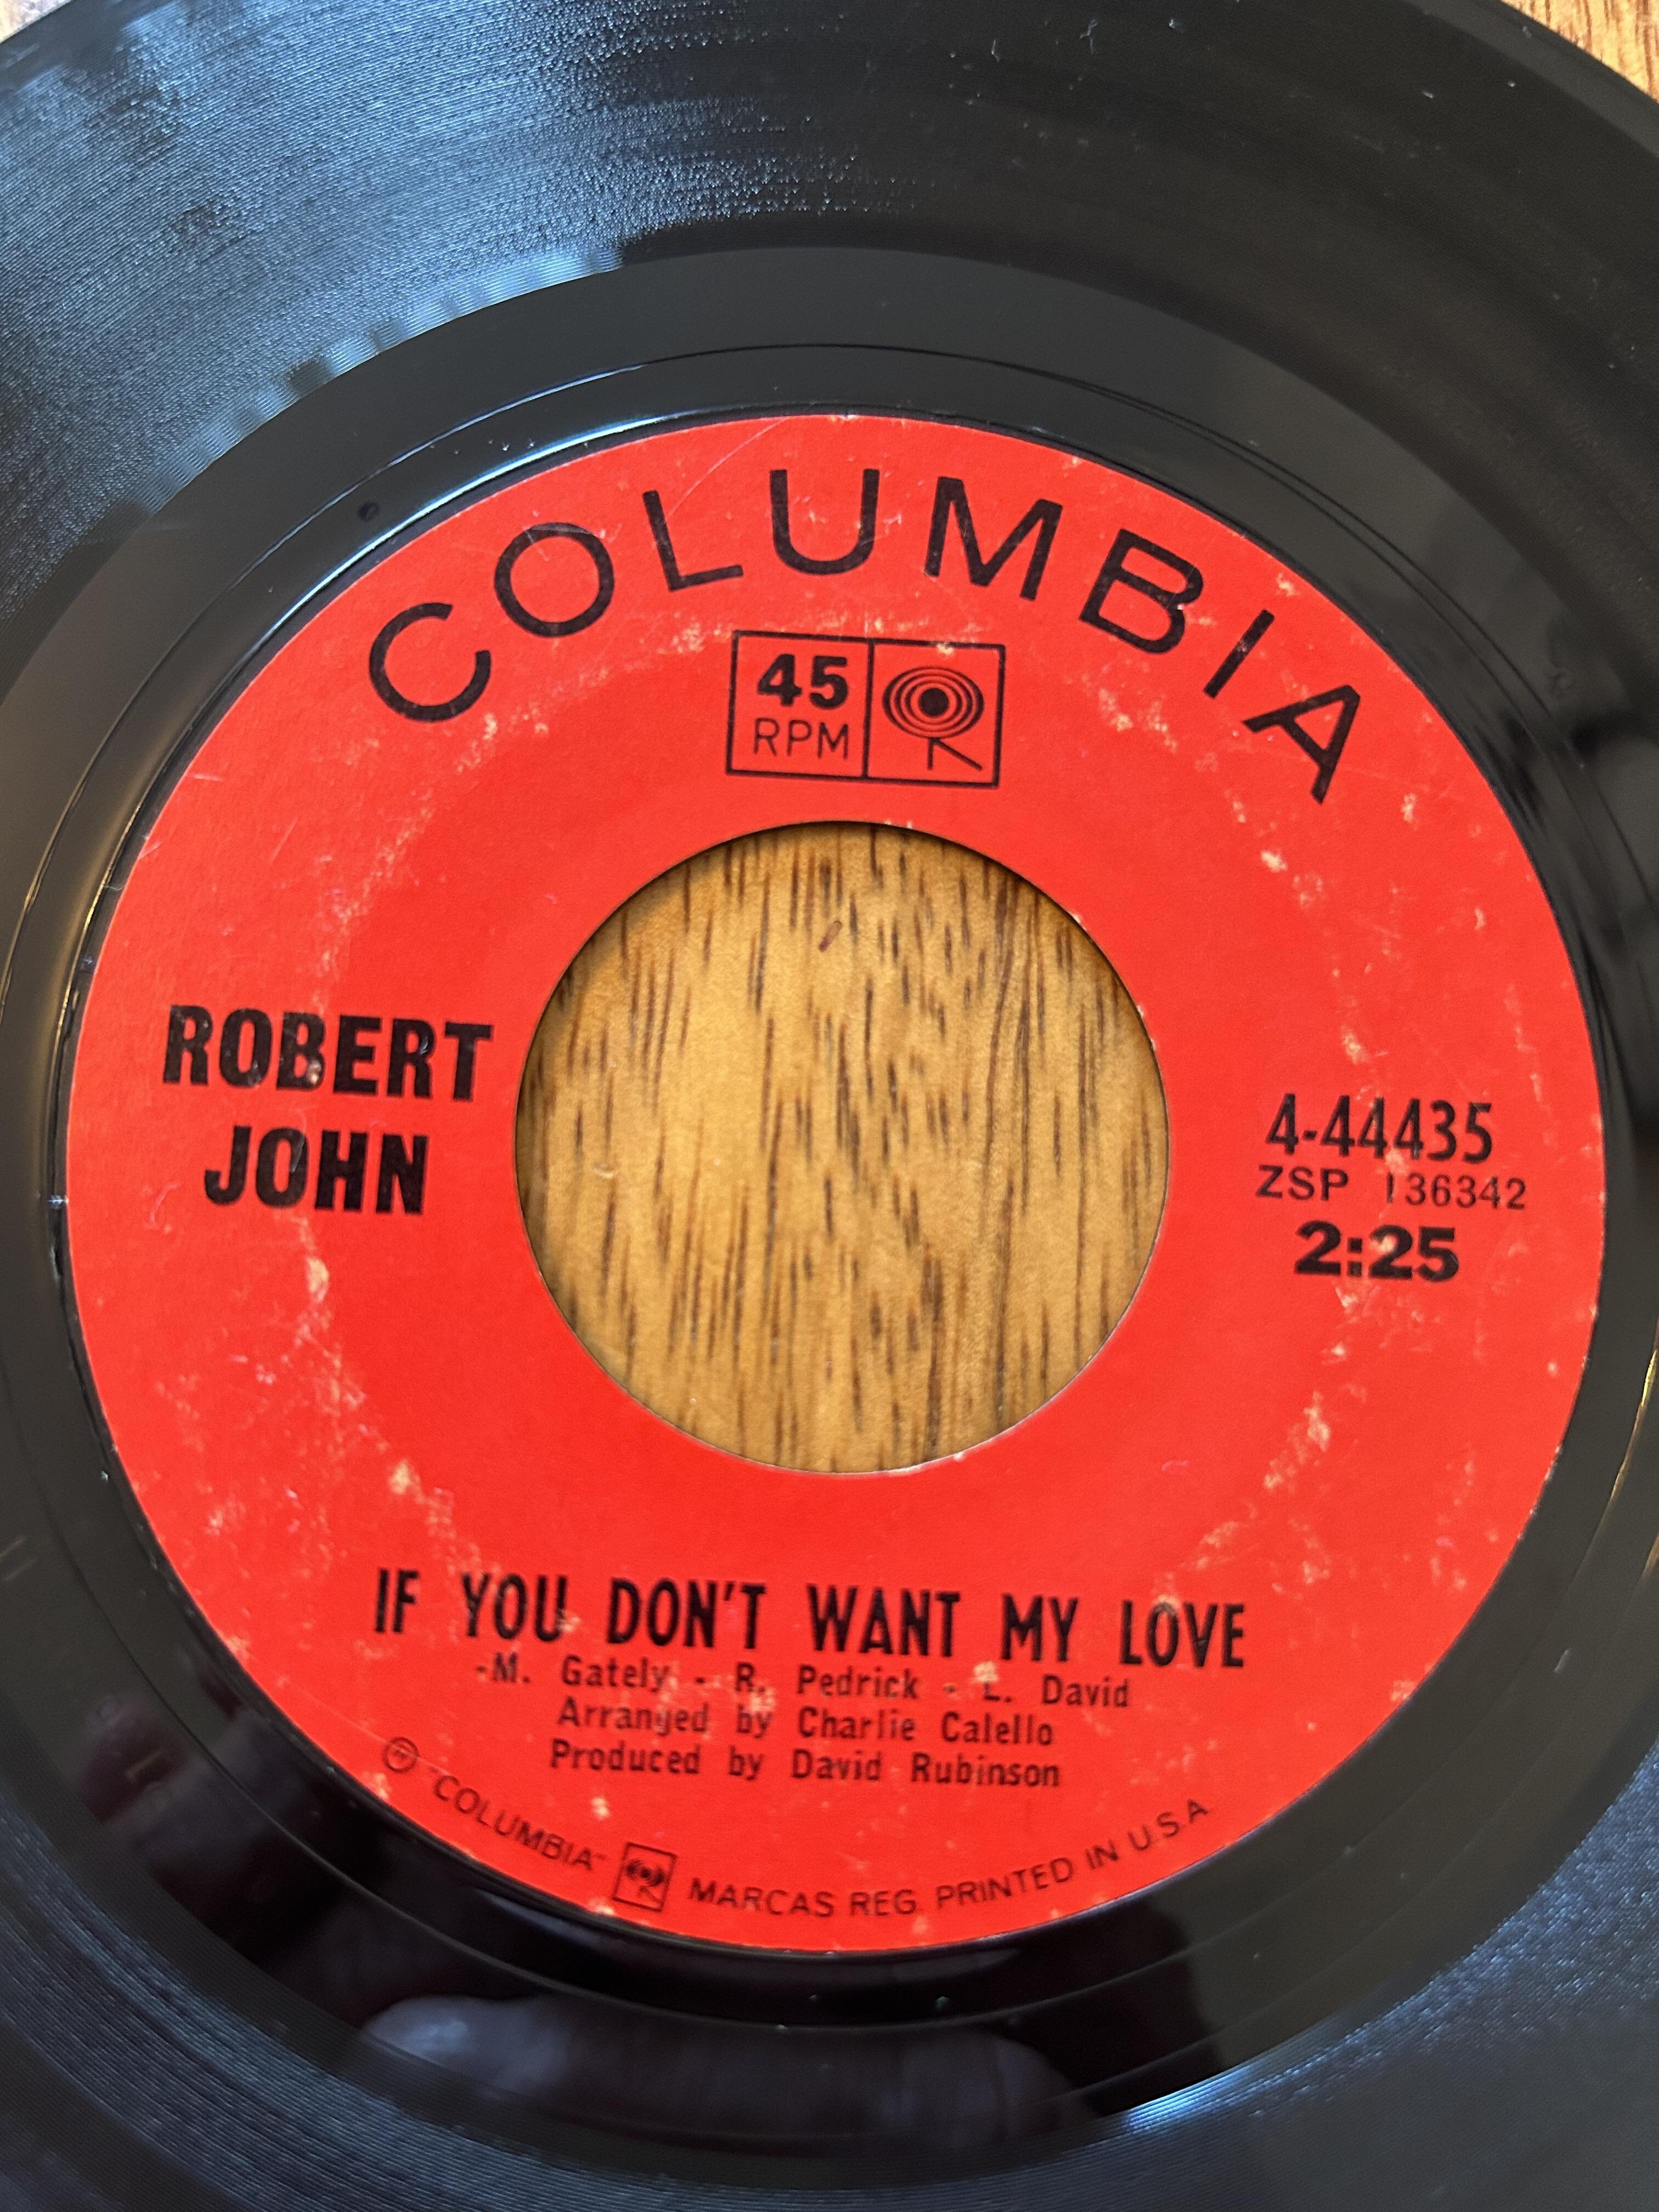 COLUMBIA
45
RPM
ROBERT
JOHN
4-44435
ZSP 136342
2:25
IF YOU DON'T WANT MY LOVE
-M. Gately - R. Pedrick - L. David
Arranged by Charlie Calello
Produced by David Rubinson
Ⓟ "COLUMBIA" MARCAS REG. PRINTED IN U.S.A.